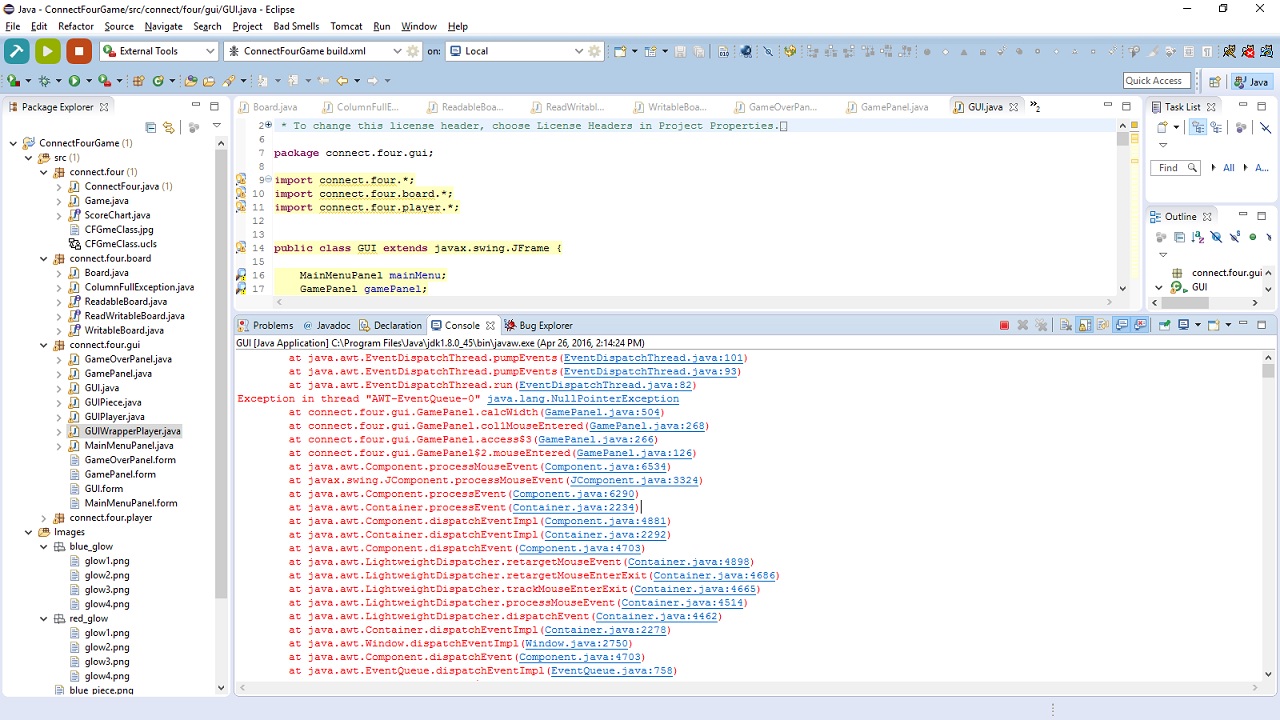 Java - ConnectFourGame/src/connect/four/gui/GUI.java - Eclipse
File Edit Refactor Source Navigate Search Project Bad Smells Tomcat Run Window Help
External Tools ConnectFourGame build.xml on: Local
Quick Access Java
Package Explorer
ConnectFourGame (1)
src (1)
connect.four (1)
ConnectFour.java (1)
Game.java
ScoreChart.java
CFGmeClass.jpg
CFGmeClass.ucls
connect.four.board
Board.java
ColumnFullException.java
ReadableBoard.java
ReadWritableBoard.java
WritableBoard.java
connect.four.gui
GameOverPanel.java
GamePanel.java
GUI.java
GUIPiece.java
GUIPlayer.java
GUIWrapperPlayer.java
MainMenuPanel.java
GameOverPanel.form
GamePanel.form
GUI.form
MainMenuPanel.form
connect.four.player
Images
blue_glow
glow1.png
glow2.png
glow3.png
glow4.png
red_glow
glow1.png
glow2.png
glow3.png
glow4.png
blue_piece.png
Board.java ColumnFullE... ReadableBoa... ReadWritabl... WritableBoa... GameOverPan... GamePanel.java GUI.java »2
2 * To change this license header, choose License Headers in Project Properties.
6
7 package connect.four.gui;
8
9 import connect.four.*;
10 import connect.four.board.*;
11 import connect.four.player.*;
12
13
14 public class GUI extends javax.swing.JFrame {
15
16 MainMenuPanel mainMenu;
17 GamePanel gamePanel;
Task List
Find All A...
Outline
connect.four.gui
GUI
Problems Javadoc Declaration Console Bug Explorer
GUI [Java Application] C:\Program Files\Java\jdk1.8.0_45\bin\javaw.exe (Apr 26, 2016, 2:14:24 PM)
at java.awt.EventDispatchThread.pumpEvents(EventDispatchThread.java:101)
at java.awt.EventDispatchThread.pumpEvents(EventDispatchThread.java:93)
at java.awt.EventDispatchThread.run(EventDispatchThread.java:82)
Exception in thread "AWT-EventQueue-0" java.lang.NullPointerException
at connect.four.gui.GamePanel.calcWidth(GamePanel.java:504)
at connect.four.gui.GamePanel.col1MouseEntered(GamePanel.java:268)
at connect.four.gui.GamePanel.access$3(GamePanel.java:266)
at connect.four.gui.GamePanel$2.mouseEntered(GamePanel.java:126)
at java.awt.Component.processMouseEvent(Component.java:6534)
at javax.swing.JComponent.processMouseEvent(JComponent.java:3324)
at java.awt.Component.processEvent(Component.java:6290)
at java.awt.Container.processEvent(Container.java:2234)
at java.awt.Component.dispatchEventImpl(Component.java:4881)
at java.awt.Container.dispatchEventImpl(Container.java:2292)
at java.awt.Component.dispatchEvent(Component.java:4703)
at java.awt.LightweightDispatcher.retargetMouseEvent(Container.java:4898)
at java.awt.LightweightDispatcher.retargetMouseEnterExit(Container.java:4686)
at java.awt.LightweightDispatcher.trackMouseEnterExit(Container.java:4665)
at java.awt.LightweightDispatcher.processMouseEvent(Container.java:4514)
at java.awt.LightweightDispatcher.dispatchEvent(Container.java:4462)
at java.awt.Container.dispatchEventImpl(Container.java:2278)
at java.awt.Window.dispatchEventImpl(Window.java:2750)
at java.awt.Component.dispatchEvent(Component.java:4703)
at java.awt.EventQueue.dispatchEventImpl(EventQueue.java:758)